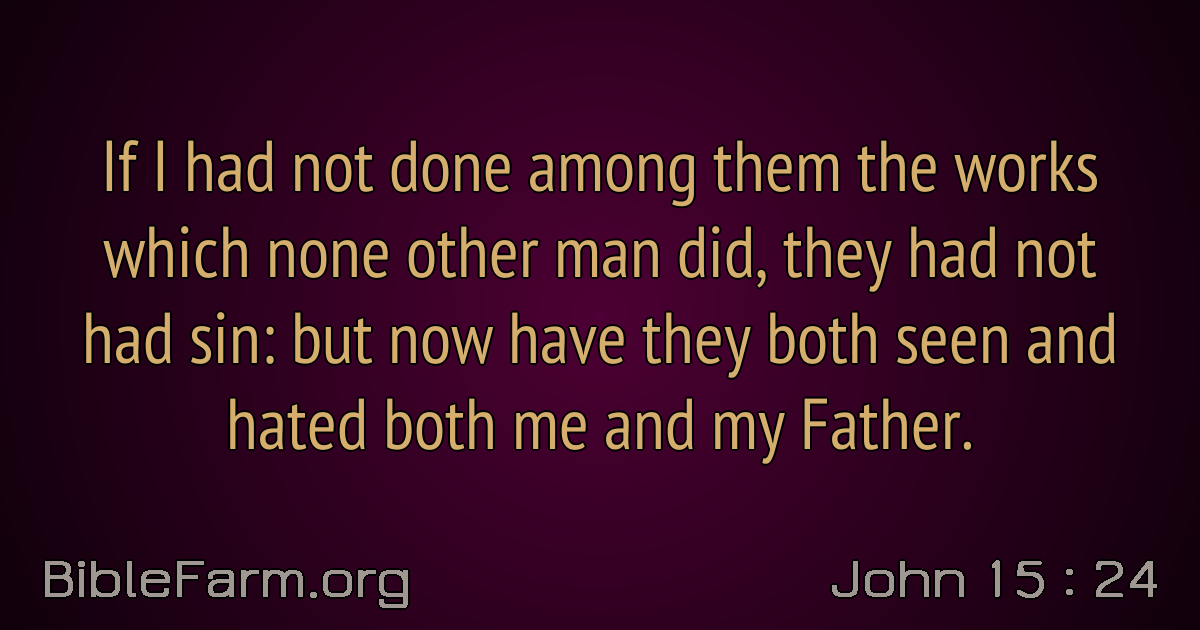 If I had not done among them the works
which none other man did, they had not
had sin: but now have they both seen and
hated both me and my Father.
BibleFarm.org
John 15 : 24